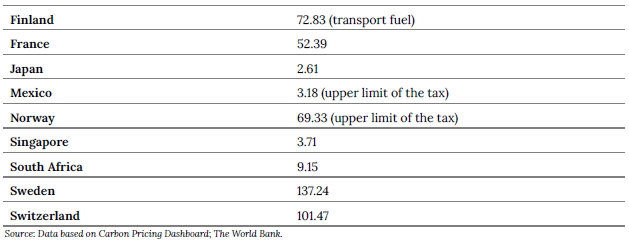 Finland 72.83 (transport fuel)
France 52.39
Japan 2.61
Mexico 3.18 (upper limit of the tax)
Norway 69.33 (upper limit of the tax)
Singapore 3.71
South Africa 9.15
Sweden 137.24
Switzerland 101.47
Source: Data based on Carbon Pricing Dashboard; The World Bank.